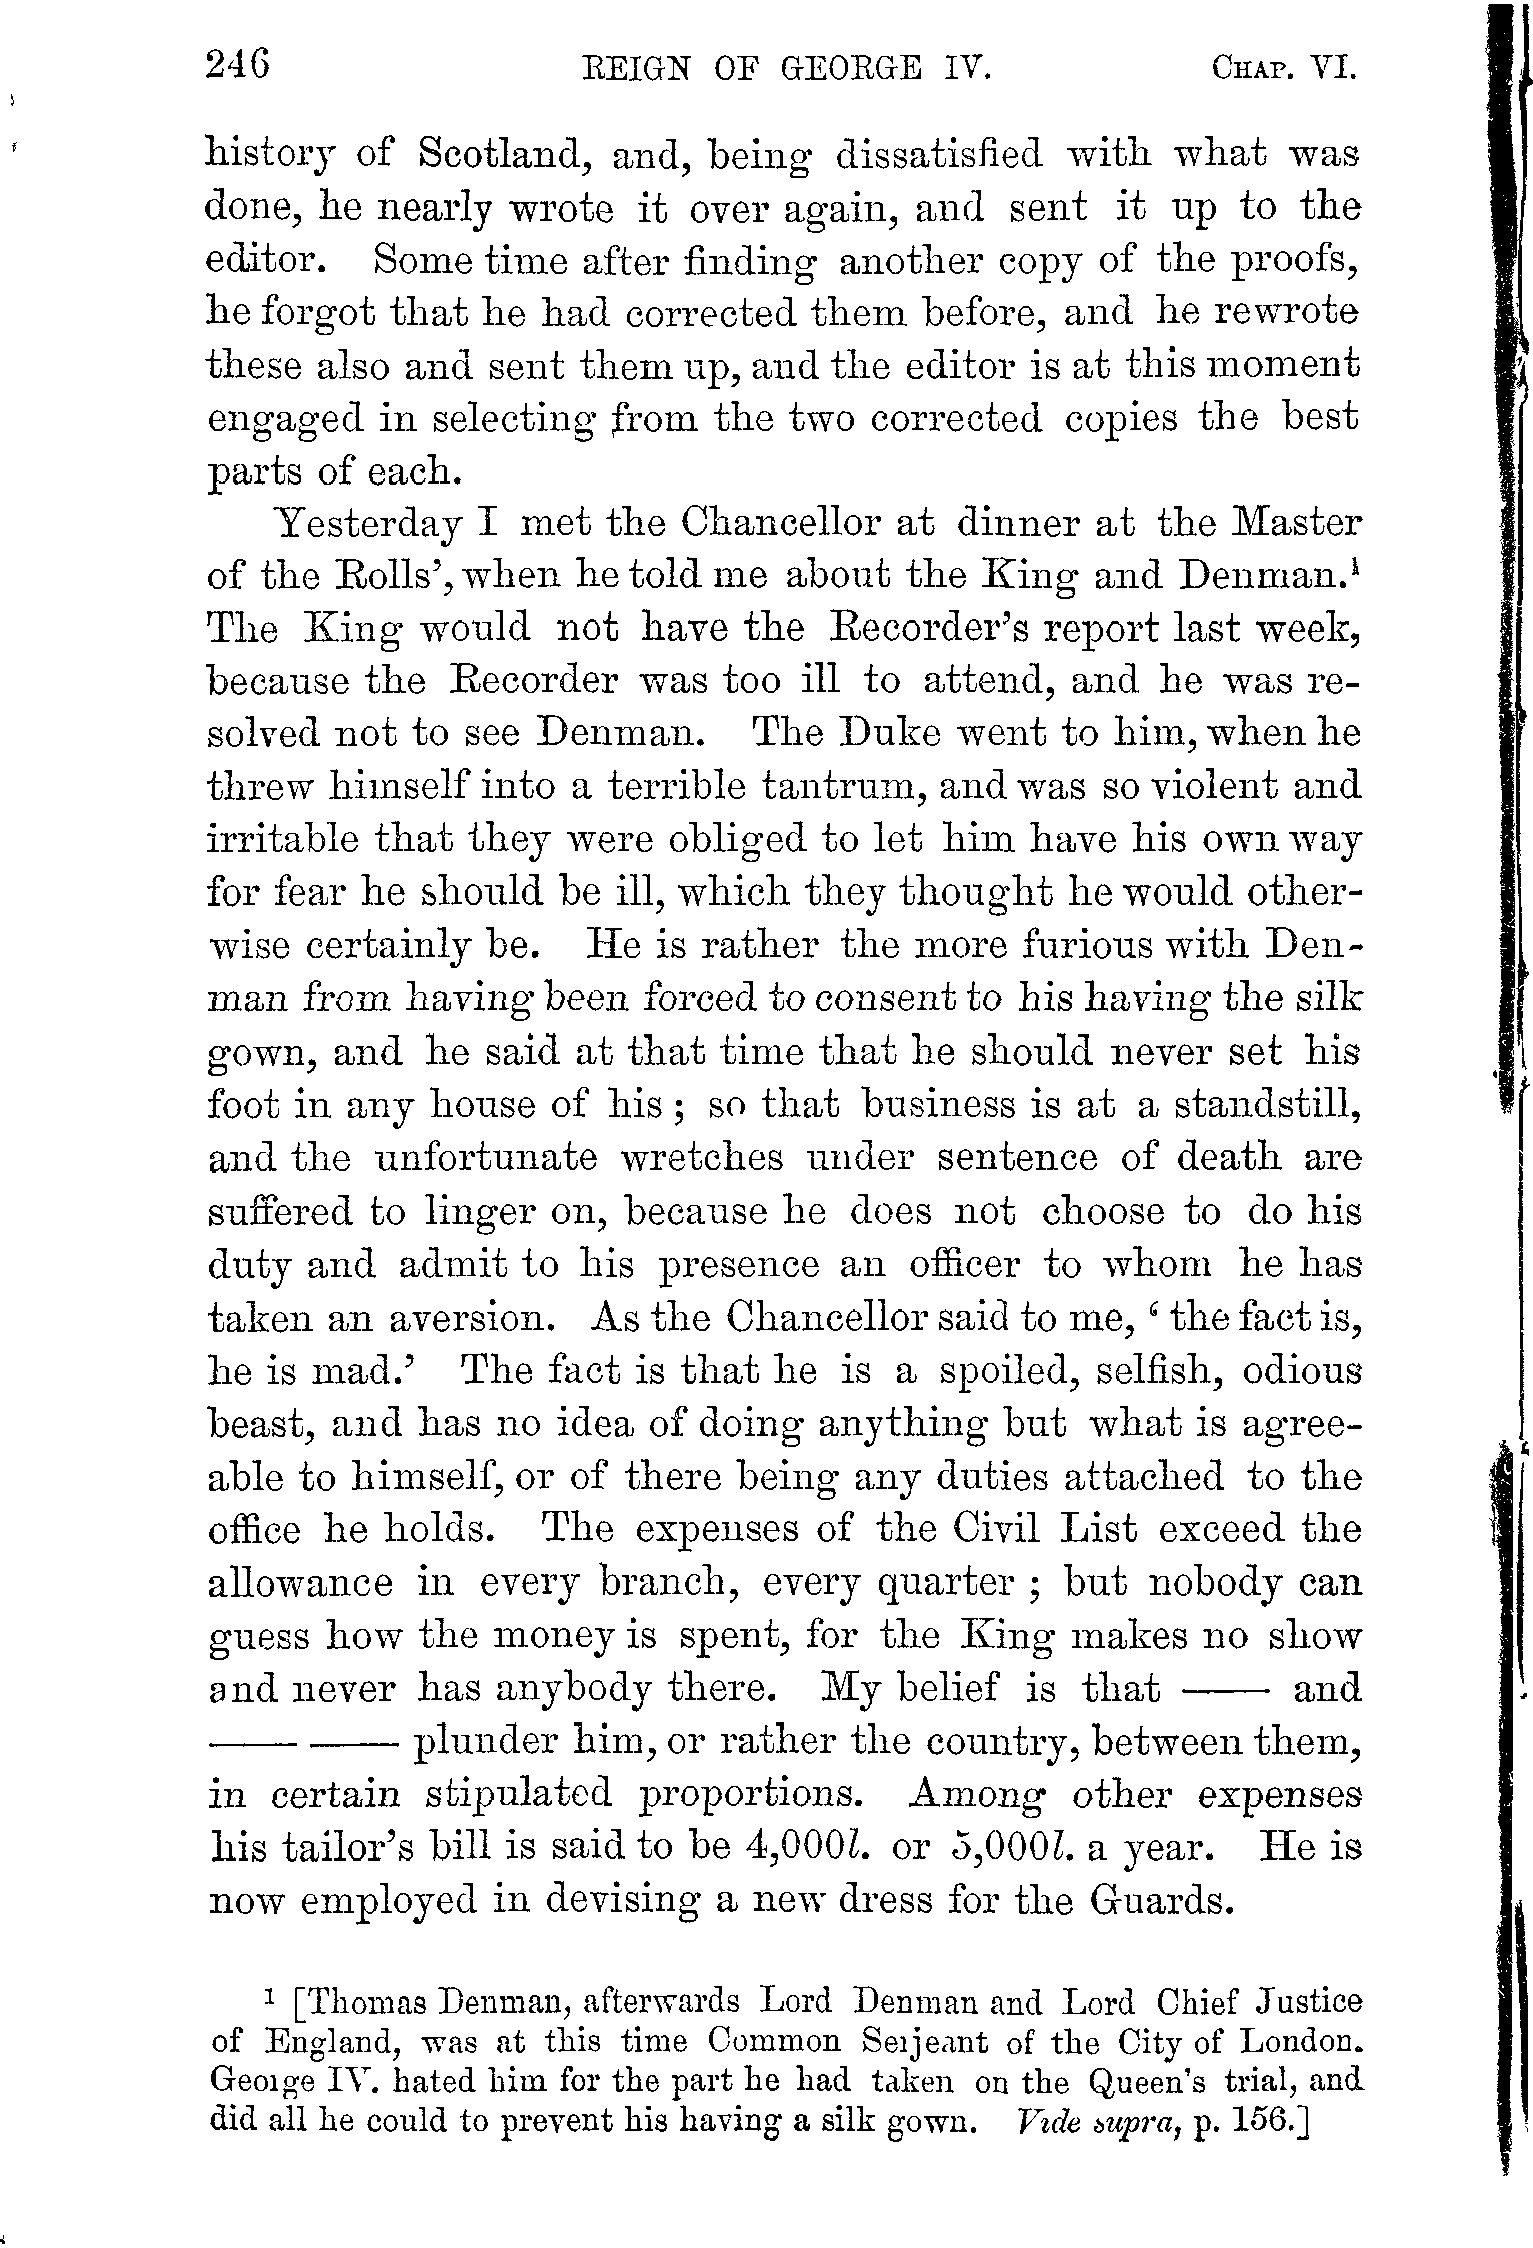 246 REIGN OF GEORGE IV. CHAP. VI.
history of Scotland, and, being dissatisfied with what was
done, he nearly wrote it over again, and sent it up to the
editor. Some time after finding another copy of the proofs,
he forgot that he had corrected them before, and he rewrote
these also and sent them up, and the editor is at this moment
engaged in selecting from the two corrected copies the best
parts of each.
Yesterday I met the Chancellor at dinner at the Master
of the Rolls', when he told me about the King and Denman.¹
The King would not have the Recorder's report last week,
because the Recorder was too ill to attend, and he was re-
solved not to see Denman. The Duke went to him, when he
threw himself into a terrible tantrum, and was so violent and
irritable that they were obliged to let him have his own way
for fear he should be ill, which they thought he would other-
wise certainly be. He is rather the more furious with Den-
man from having been forced to consent to his having the silk
gown, and he said at that time that he should never set his
foot in any house of his; so that business is at a standstill,
and the unfortunate wretches under sentence of death are
suffered to linger on, because he does not choose to do his
duty and admit to his presence an officer to whom he has
taken an aversion. As the Chancellor said to me, ‘the fact is,
he is mad.’ The fact is that he is a spoiled, selfish, odious
beast, and has no idea of doing anything but what is agree-
able to himself, or of there being any duties attached to the
office he holds. The expenses of the Civil List exceed the
allowance in every branch, every quarter; but nobody can
guess how the money is spent, for the King makes no show
and never has anybody there. My belief is that —— and
—— —— plunder him, or rather the country, between them,
in certain stipulated proportions. Among other expenses
his tailor's bill is said to be 4,000l. or 5,000l. a year. He is
now employed in devising a new dress for the Guards.
¹ [Thomas Denman, afterwards Lord Denman and Lord Chief Justice
of England, was at this time Common Serjeant of the City of London.
George IV. hated him for the part he had taken on the Queen's trial, and
did all he could to prevent his having a silk gown. Vide supra, p. 156.]